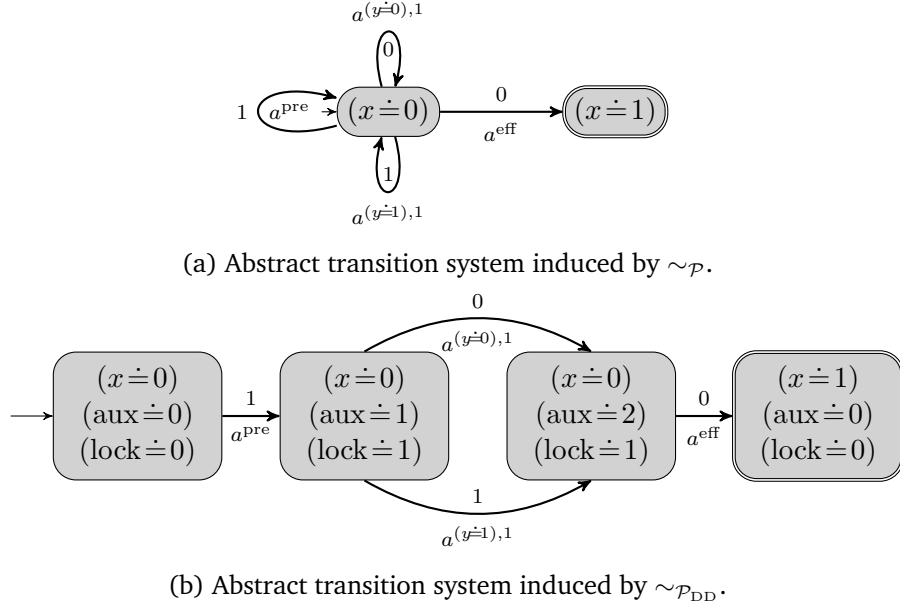 a^{(y≐0),1}
0
1 a^{pre} (x≐0) 0 (x≐1)
a^{eff}
1
a^{(y≐1),1}
(a) Abstract transition system induced by ∼_𝒫.
0
a^{(y≐0),1}
(x≐0) (x≐0) (x≐0) (x≐1)
(aux≐0) 1 (aux≐1) (aux≐2) 0 (aux≐0)
(lock≐0) a^{pre} (lock≐1) (lock≐1) a^{eff} (lock≐0)
1
a^{(y≐1),1}
(b) Abstract transition system induced by ∼_{𝒫_{DD}}.